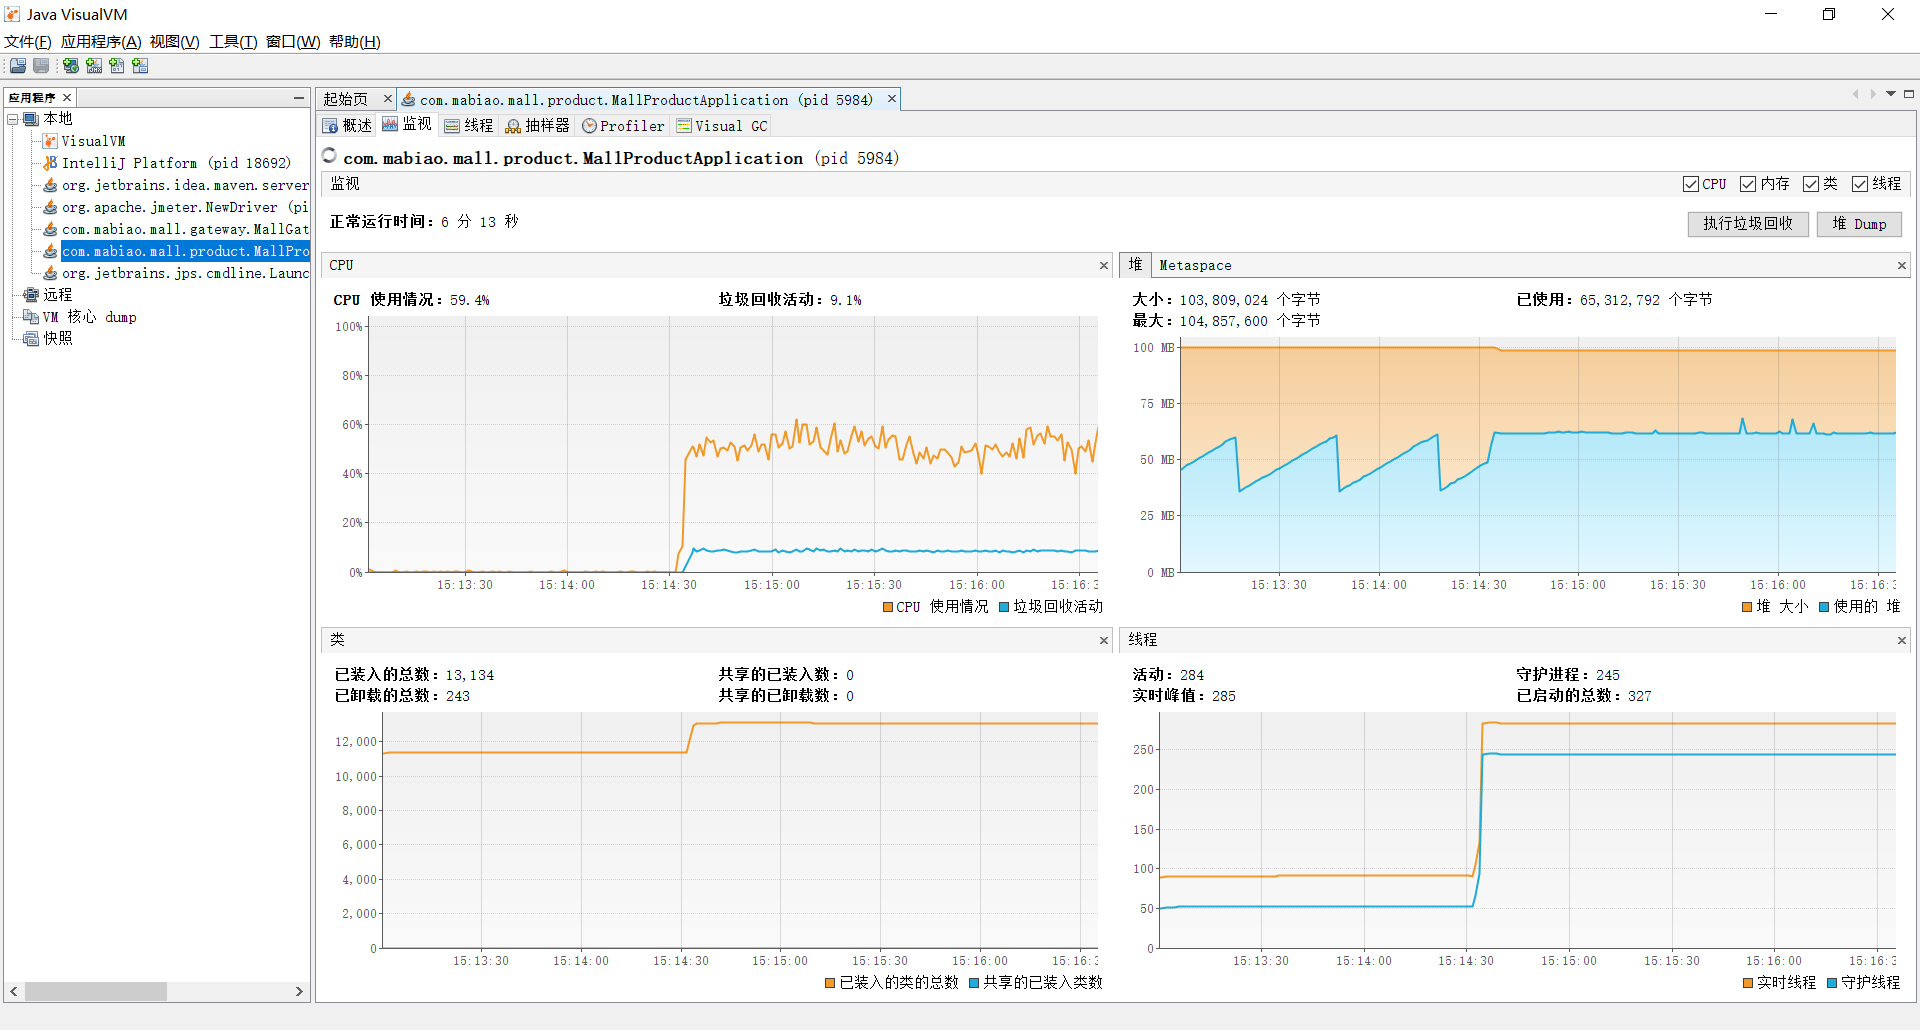 Java VisualVM
文件(F) 应用程序(A) 视图(V) 工具(T) 窗口(W) 帮助(H)
应用程序
本地
VisualVM
IntelliJ Platform (pid 18692)
org.jetbrains.idea.maven.server
org.apache.jmeter.NewDriver (pi
com.mabiao.mall.gateway.MallGat
com.mabiao.mall.product.MallPro
org.jetbrains.jps.cmdline.Launc
远程
VM 核心 dump
快照
起始页 com.mabiao.mall.product.MallProductApplication (pid 5984)
概述 监视 线程 抽样器 Profiler Visual GC
com.mabiao.mall.product.MallProductApplication (pid 5984)
监视 CPU 内存 类 线程
正常运行时间：6 分 13 秒 执行垃圾回收 堆 Dump
CPU
CPU 使用情况：59.4% 垃圾回收活动：9.1%
100%
80%
60%
40%
20%
0%
15:13:30 15:14:00 15:14:30 15:15:00 15:15:30 15:16:00 15:16:3
CPU 使用情况 垃圾回收活动
堆 Metaspace
大小：103,809,024 个字节 已使用：65,312,792 个字节
最大：104,857,600 个字节
100 MB
75 MB
50 MB
25 MB
0 MB
15:13:30 15:14:00 15:14:30 15:15:00 15:15:30 15:16:00 15:16:3
堆 大小 使用的 堆
类
已装入的总数：13,134 共享的已装入数：0
已卸载的总数：243 共享的已卸载数：0
12,000
10,000
8,000
6,000
4,000
2,000
0
15:13:30 15:14:00 15:14:30 15:15:00 15:15:30 15:16:00 15:16:3
已装入的类的总数 共享的已装入类数
线程
活动：284 守护进程：245
实时峰值：285 已启动的总数：327
250
200
150
100
50
0
15:13:30 15:14:00 15:14:30 15:15:00 15:15:30 15:16:00 15:16:3
实时线程 守护线程